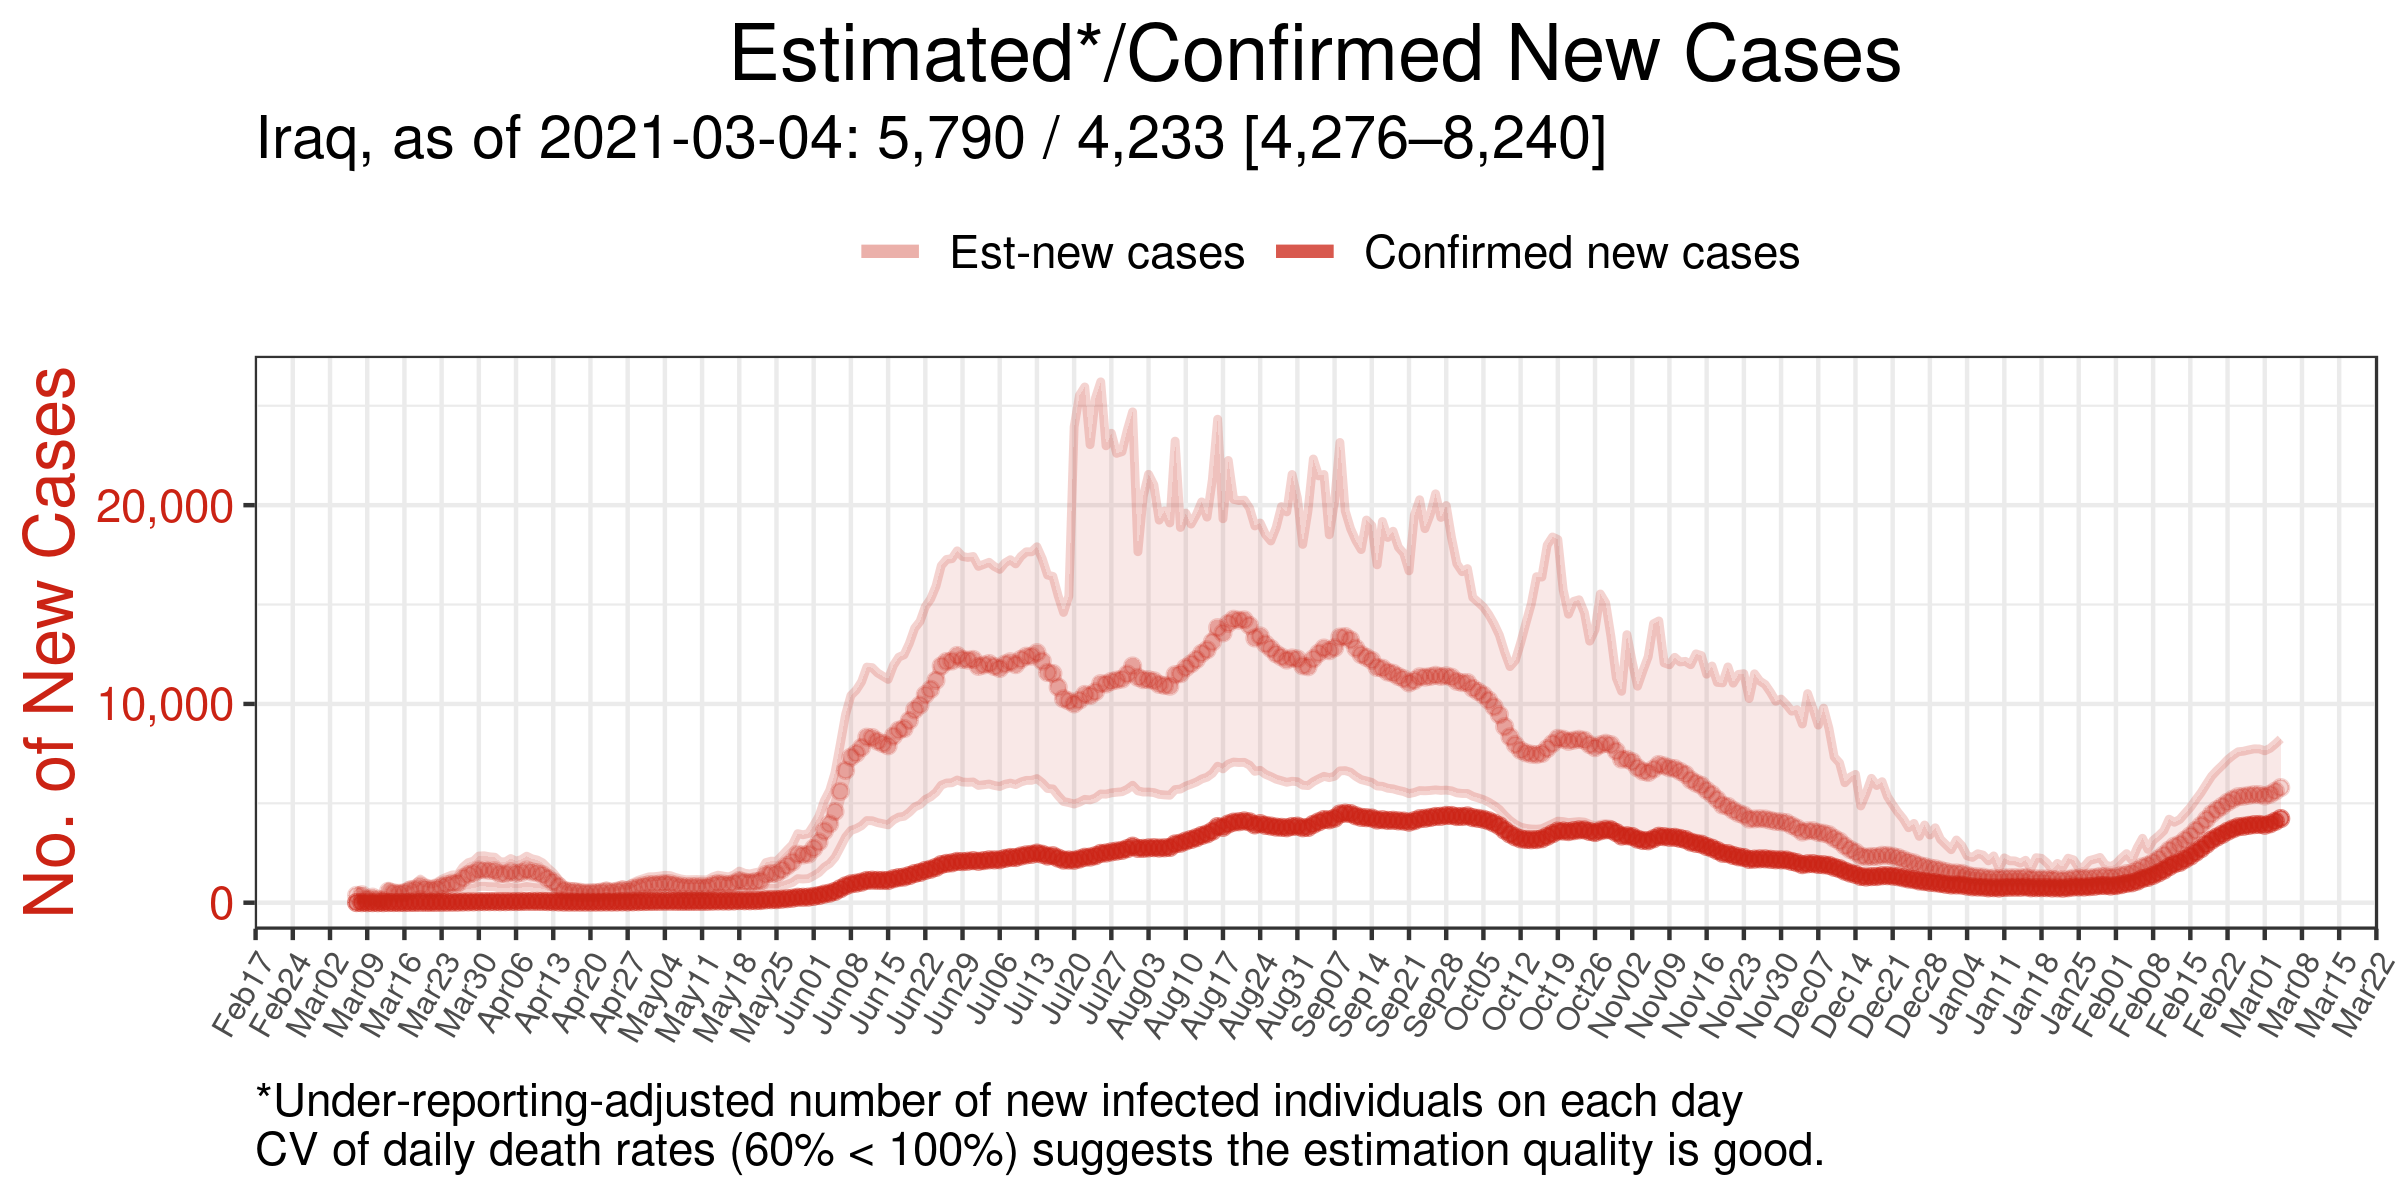 Estimated*/Confirmed New Cases
Iraq, as of 2021-03-04: 5,790 / 4,233 [4,276–8,240]
Est-new cases Confirmed new cases
No. of New Cases
20,000
10,000
0
Feb17 Feb24 Mar02 Mar09 Mar16 Mar23 Mar30 Apr06 Apr13 Apr20 Apr27 May04 May11 May18 May25 Jun01 Jun08 Jun15 Jun22 Jun29 Jul06 Jul13 Jul20 Jul27 Aug03 Aug10 Aug17 Aug24 Aug31 Sep07 Sep14 Sep21 Sep28 Oct05 Oct12 Oct19 Oct26 Nov02 Nov09 Nov16 Nov23 Nov30 Dec07 Dec14 Dec21 Dec28 Jan04 Jan11 Jan18 Jan25 Feb01 Feb08 Feb15 Feb22 Mar01 Mar08 Mar15 Mar22
*Under-reporting-adjusted number of new infected individuals on each day
CV of daily death rates (60% < 100%) suggests the estimation quality is good.